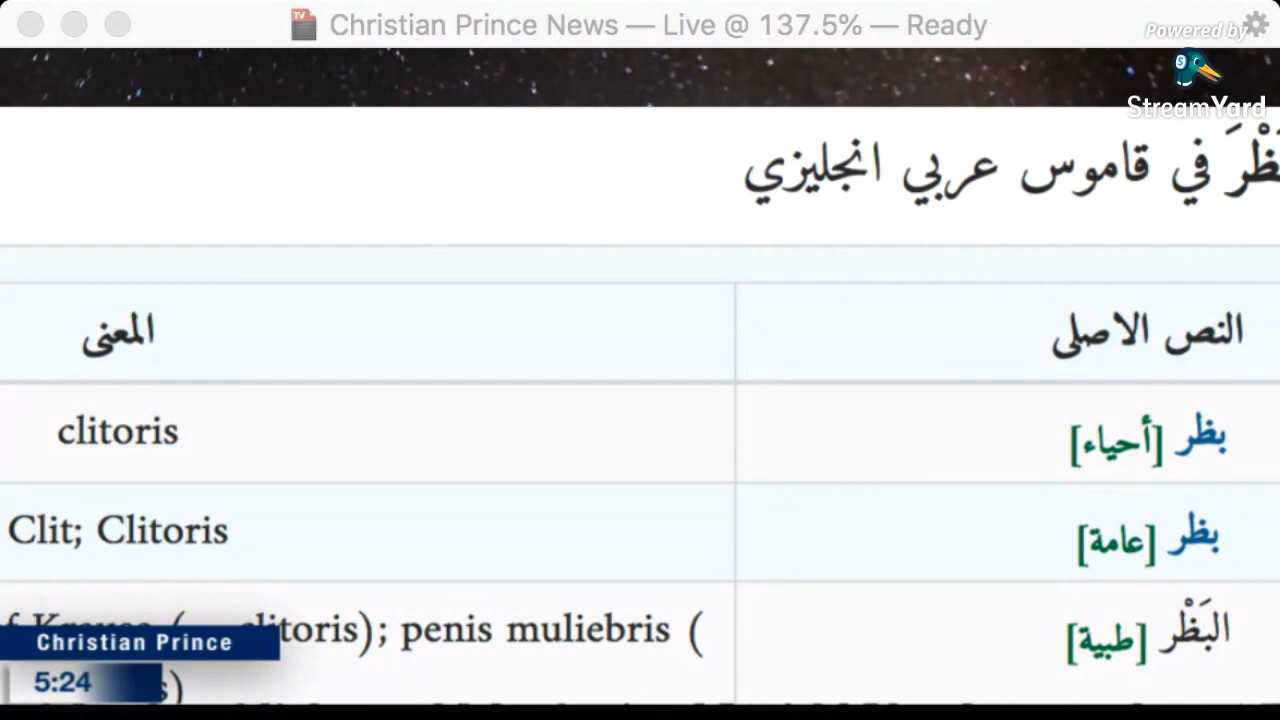 Christian Prince News — Live @ 137.5% — Ready
Powered by
StreamYard
في قاموس عربي انجليزي
النص الاصلى المعنى
بظر [أحياء] clitoris
بظر [عامة] Clit; Clitoris
البَظْر [طبية] clitoris); penis muliebris (
Christian Prince
5:24